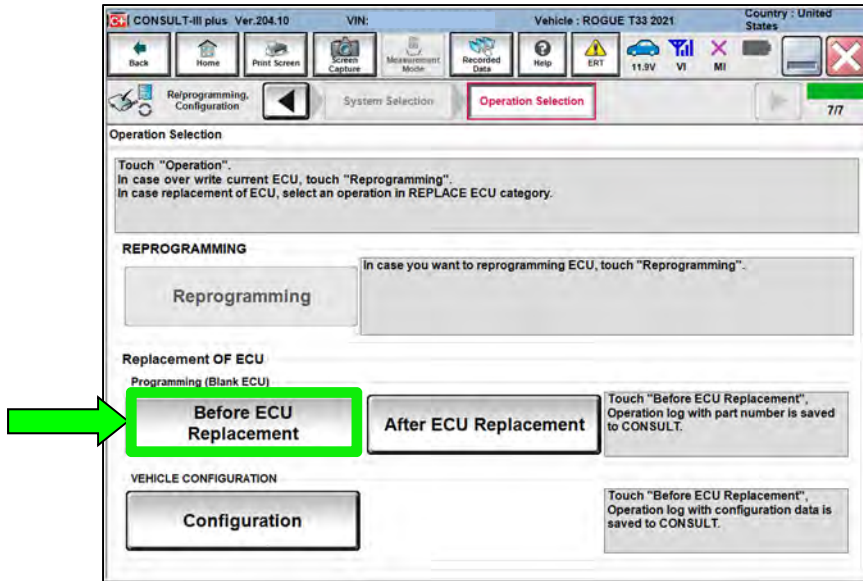 CONSULT-III plus Ver.204.10 VIN: Vehicle : ROGUE T33 2021 Country : United States
Back Home Print Screen Screen Capture Measurement Mode Recorded Data Help ERT 11.9V VI MI
Re/programming, Configuration System Selection Operation Selection 7/7
Operation Selection
Touch "Operation".
In case over write current ECU, touch "Reprogramming".
In case replacement of ECU, select an operation in REPLACE ECU category.
REPROGRAMMING
Reprogramming
In case you want to reprogramming ECU, touch "Reprogramming".
Replacement OF ECU
Programming (Blank ECU)
Before ECU
Replacement
After ECU Replacement
Touch "Before ECU Replacement",
Operation log with part number is saved
to CONSULT.
VEHICLE CONFIGURATION
Configuration
Touch "Before ECU Replacement",
Operation log with configuration data is
saved to CONSULT.